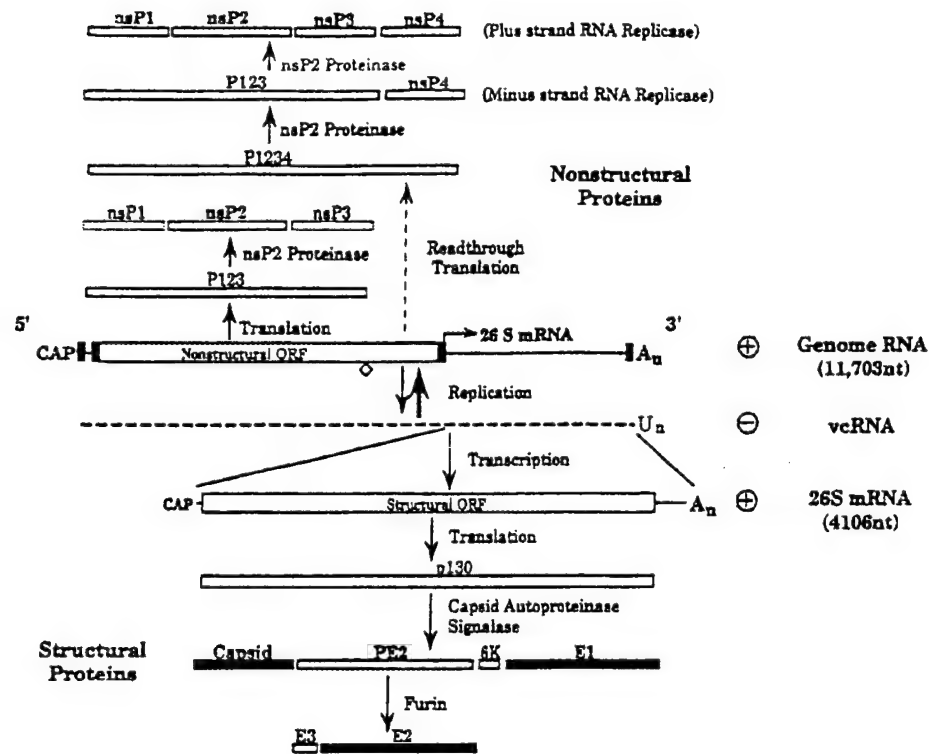 nsP1 nsP2 nsP3 nsP4 (Plus strand RNA Replicase)
nsP2 Proteinase
P123 nsP4 (Minus strand RNA Replicase)
nsP2 Proteinase
P1234
Nonstructural
Proteins
nsP1 nsP2 nsP3
nsP2 Proteinase
Readthrough
Translation
P123
5' Translation 26 S mRNA 3'
CAP Nonstructural ORF An + Genome RNA
(11,703nt)
Replication
Un − vcRNA
Transcription
CAP Structural ORF An + 26S mRNA
(4106nt)
Translation
p130
Capsid Autoproteinase
Signalase
Structural
Proteins
Capsid PE2 6K E1
Furin
E3 E2